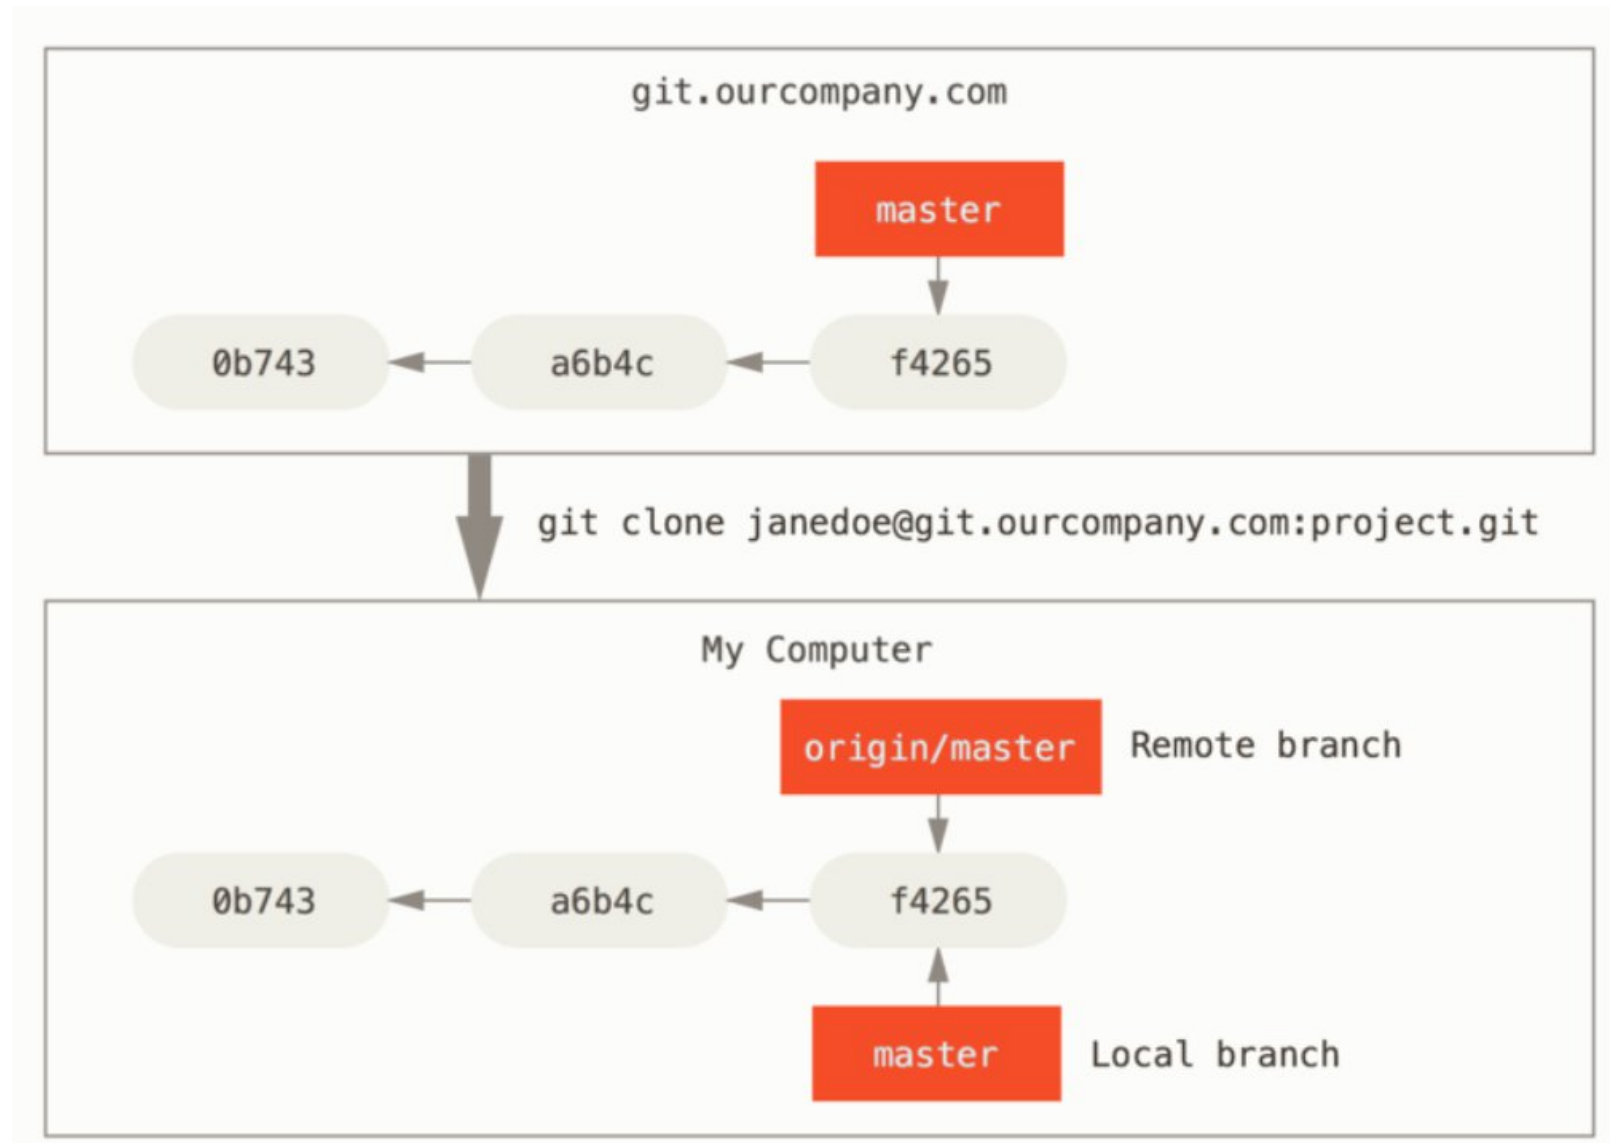 git.ourcompany.com
master
0b743 a6b4c f4265
git clone janedoe@git.ourcompany.com:project.git
My Computer
origin/master Remote branch
0b743 a6b4c f4265
master Local branch